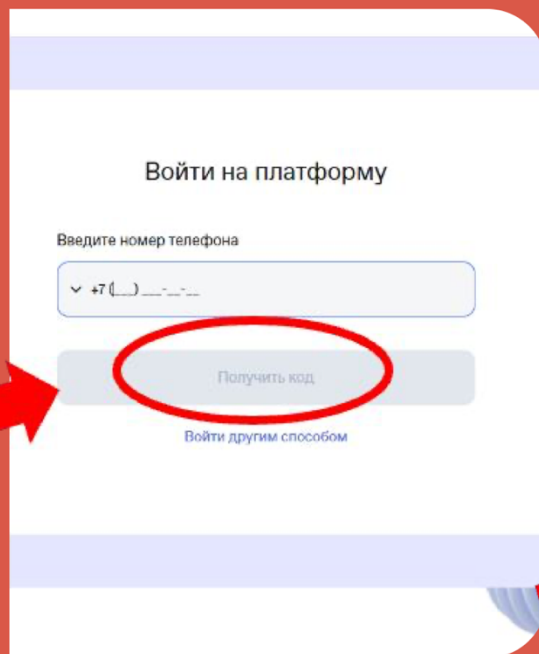 Войти на платформу
Введите номер телефона
+7 (___) ___-__-__
Получить код
Войти другим способом